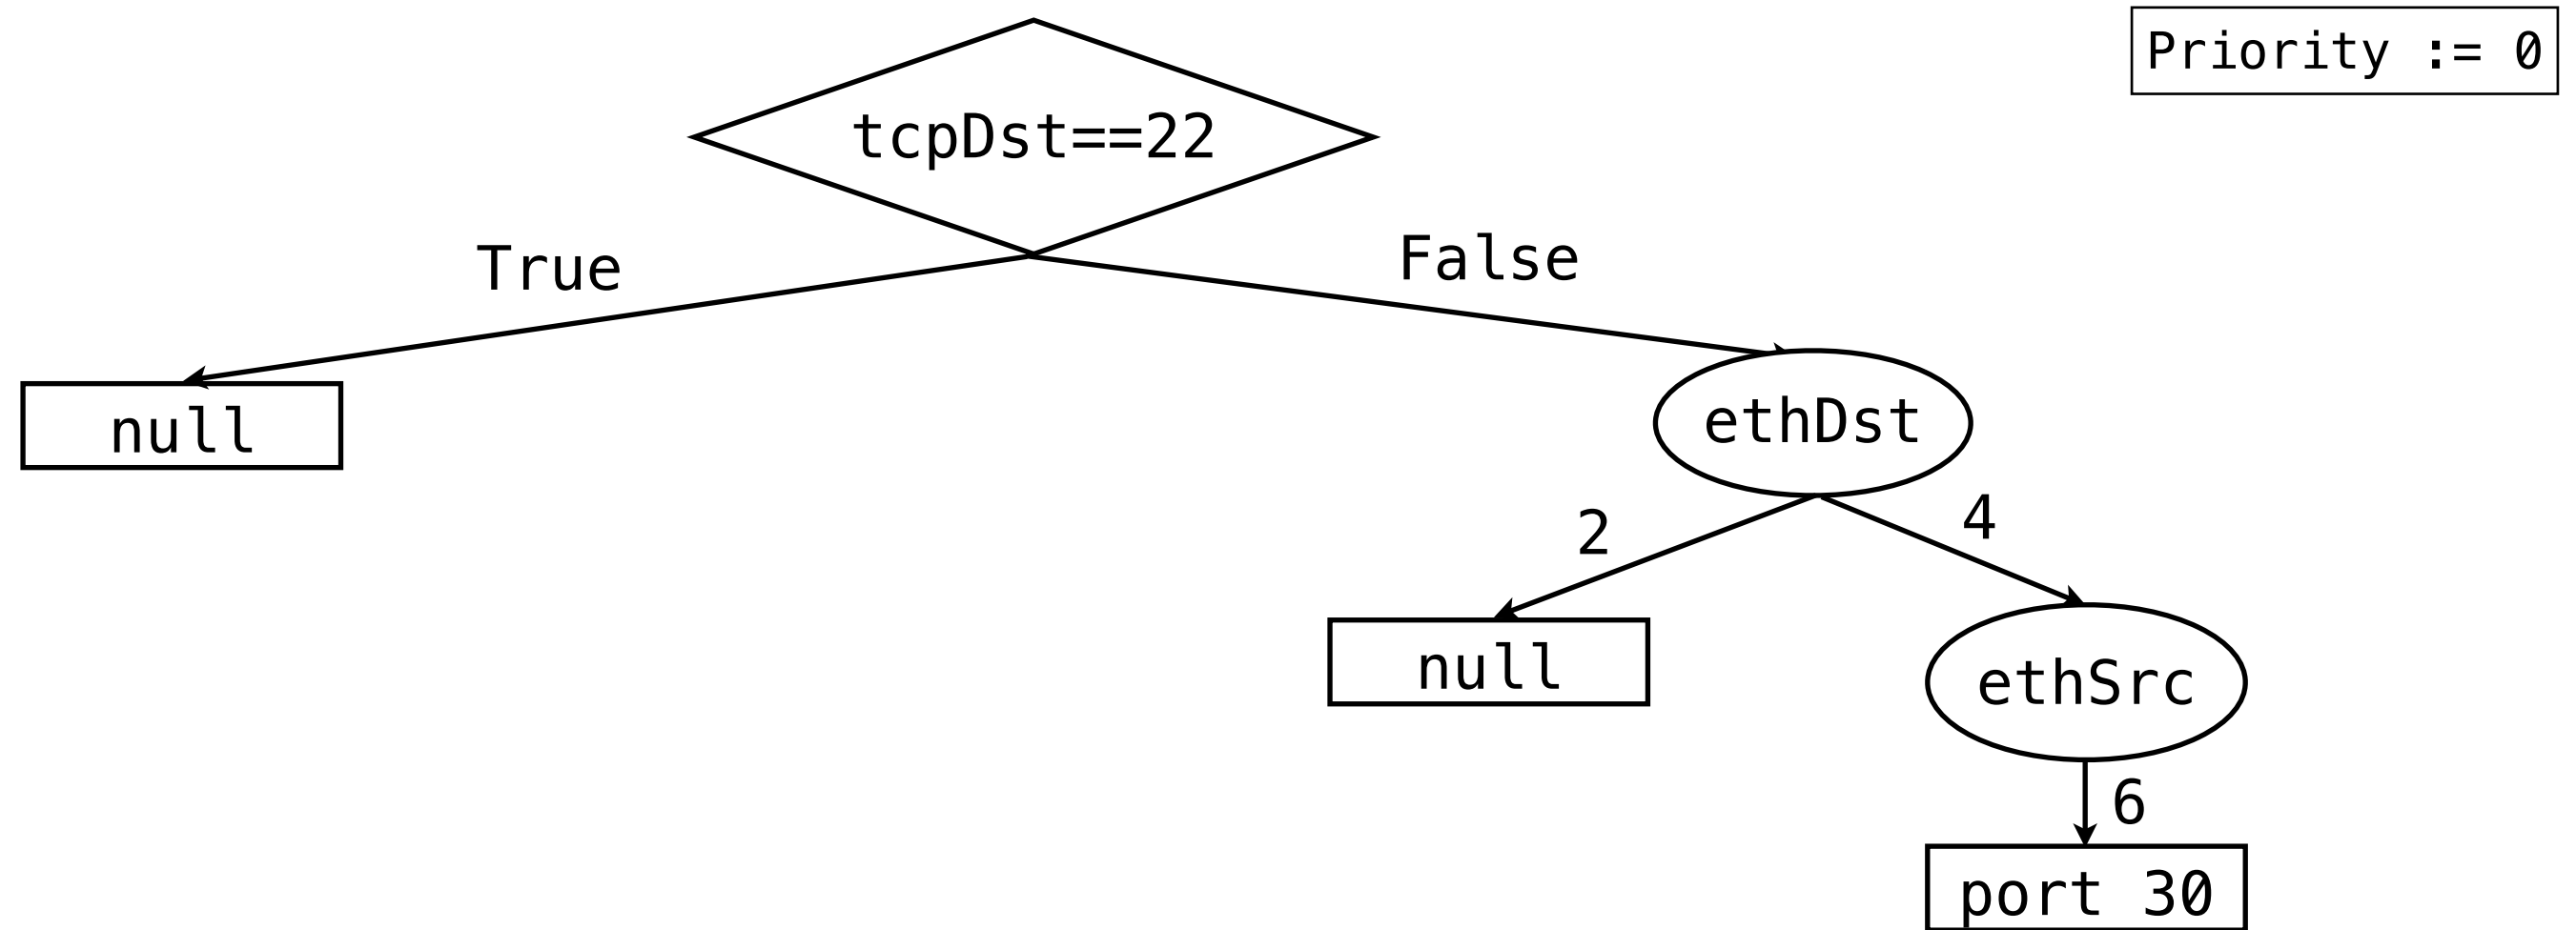 Priority := 0
tcpDst==22
True
False
null
ethDst
2
4
null
ethSrc
6
port 30